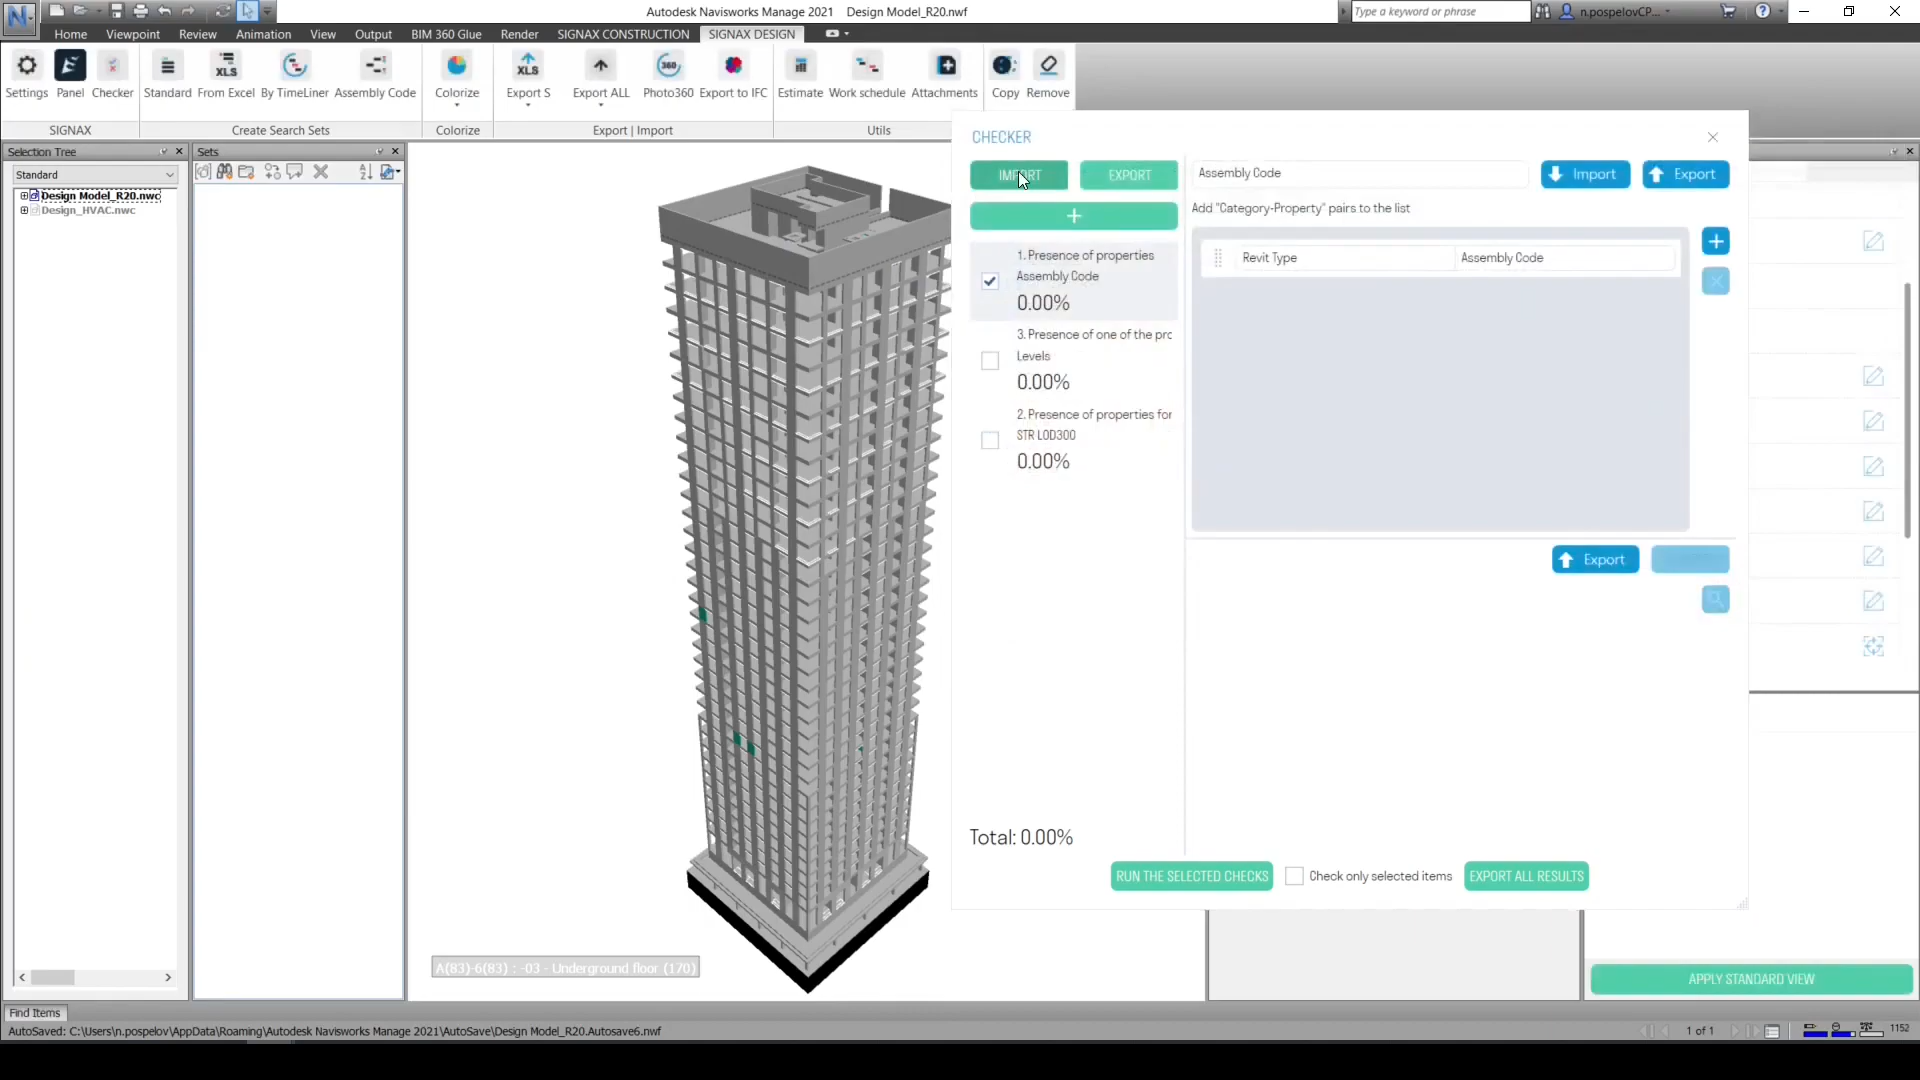 Autodesk Navisworks Manage 2021 Design Model_R20.nwf
Type a keyword or phrase
n.pospelovCP...
Home Viewpoint Review Animation View Output BIM 360 Glue Render SIGNAX CONSTRUCTION SIGNAX DESIGN
XLS
XLS
360
Settings Panel Checker Standard From Excel By TimeLiner Assembly Code Colorize Export S Export ALL Photo360 Export to IFC Estimate Work schedule Attachments Copy Remove
SIGNAX Create Search Sets Colorize Export | Import Utils
Selection Tree
Standard
Design Model_R20.nwc
Design_HVAC.nwc
Sets
CHECKER
IMPORT EXPORT
+
1. Presence of properties
Assembly Code
0.00%
3. Presence of one of the prc
Levels
0.00%
2. Presence of properties for
STR LOD300
0.00%
Total: 0.00%
Assembly Code
Import Export
Add "Category-Property" pairs to the list
Revit Type Assembly Code
Export
RUN THE SELECTED CHECKS Check only selected items EXPORT ALL RESULTS
A(83)-6(83) : -03 - Underground floor (170)
APPLY STANDARD VIEW
Find Items
AutoSaved: C:\Users\n.pospelov\AppData\Roaming\Autodesk Navisworks Manage 2021\AutoSave\Design Model_R20.Autosave6.nwf
1 of 1
1152